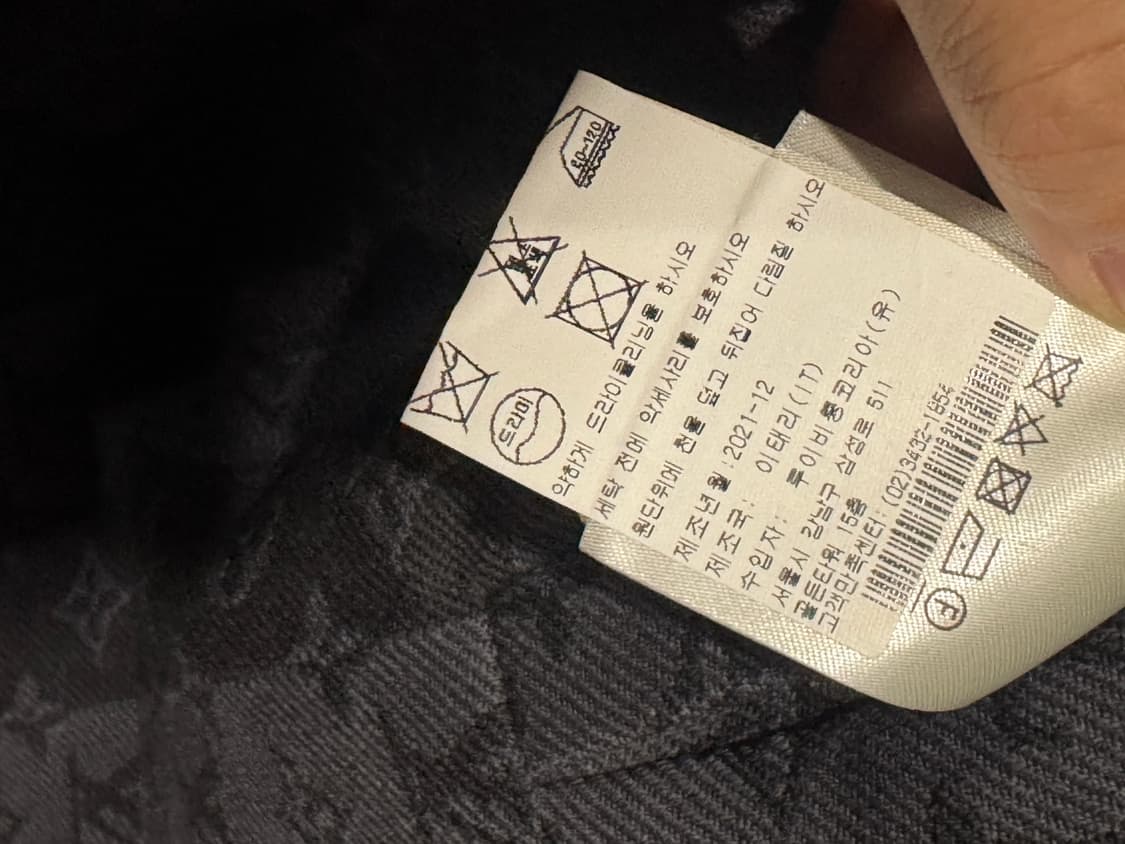 80~120
드라이
약하게 드라이클리닝을 하시오
세탁 전에 악세사리를 보호하시오
원단위에 천을 덮고 뒤집어 다림질 하시오
제조년월:2021-12
제조국: 이태리(IT)
수입자: 루이비통코리아(유)
서울시 강남구 삼성로 511
골든타워 15층
고객만족센터: (02)3432-1854
F